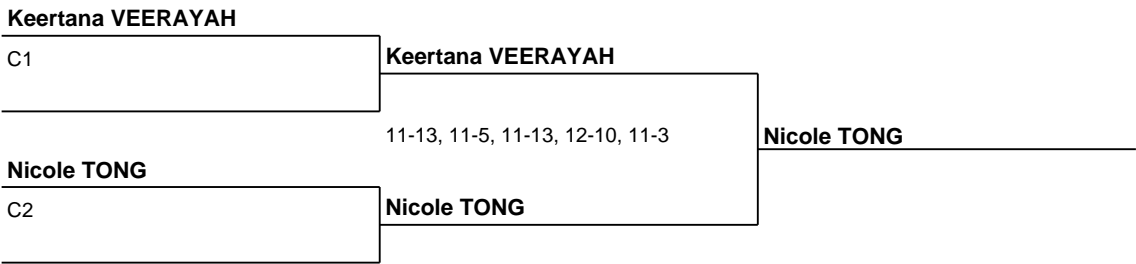 Keertana VEERAYAH
C1
Keertana VEERAYAH
11-13, 11-5, 11-13, 12-10, 11-3
Nicole TONG
Nicole TONG
C2
Nicole TONG